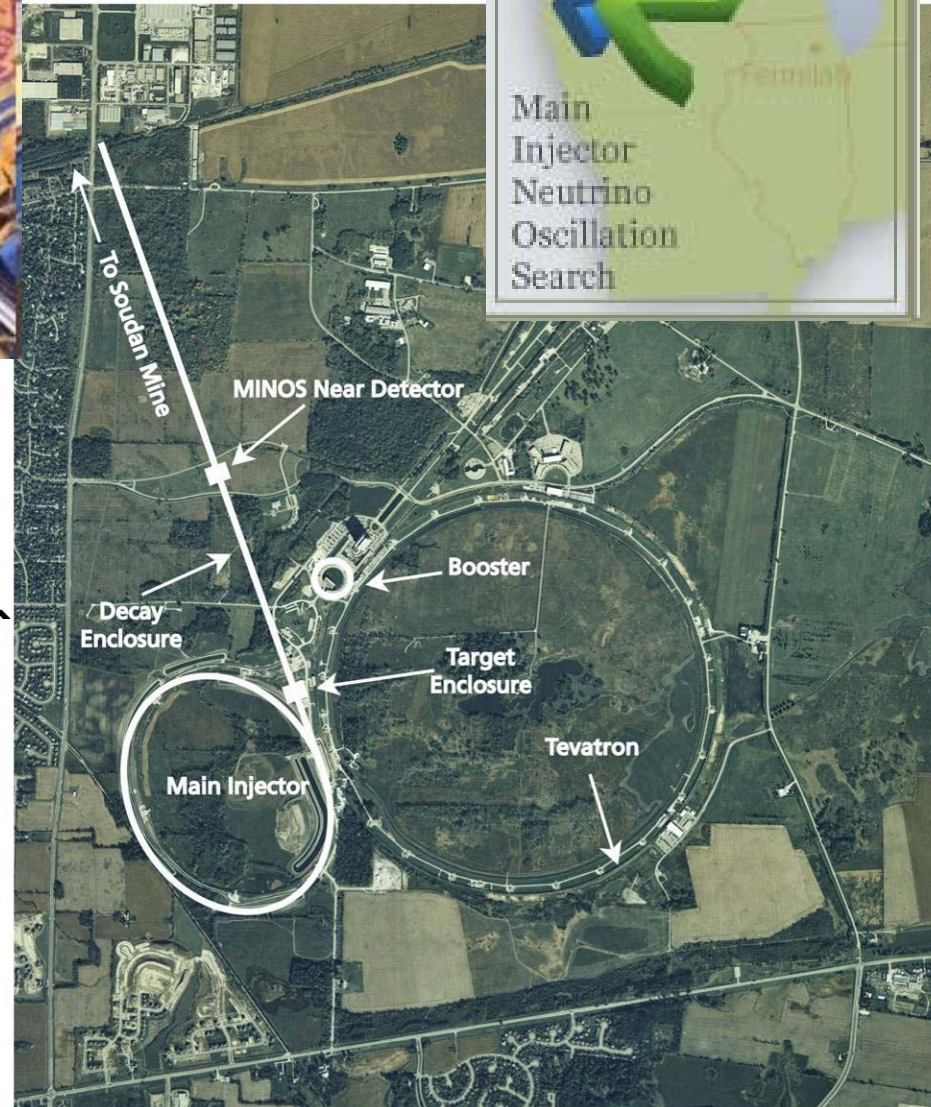 Fermilab
Main
Injector
Neutrino
Oscillation
Search
To Soudan Mine
MINOS Near Detector
Booster
Decay
Enclosure
Target
Enclosure
Tevatron
Main Injector